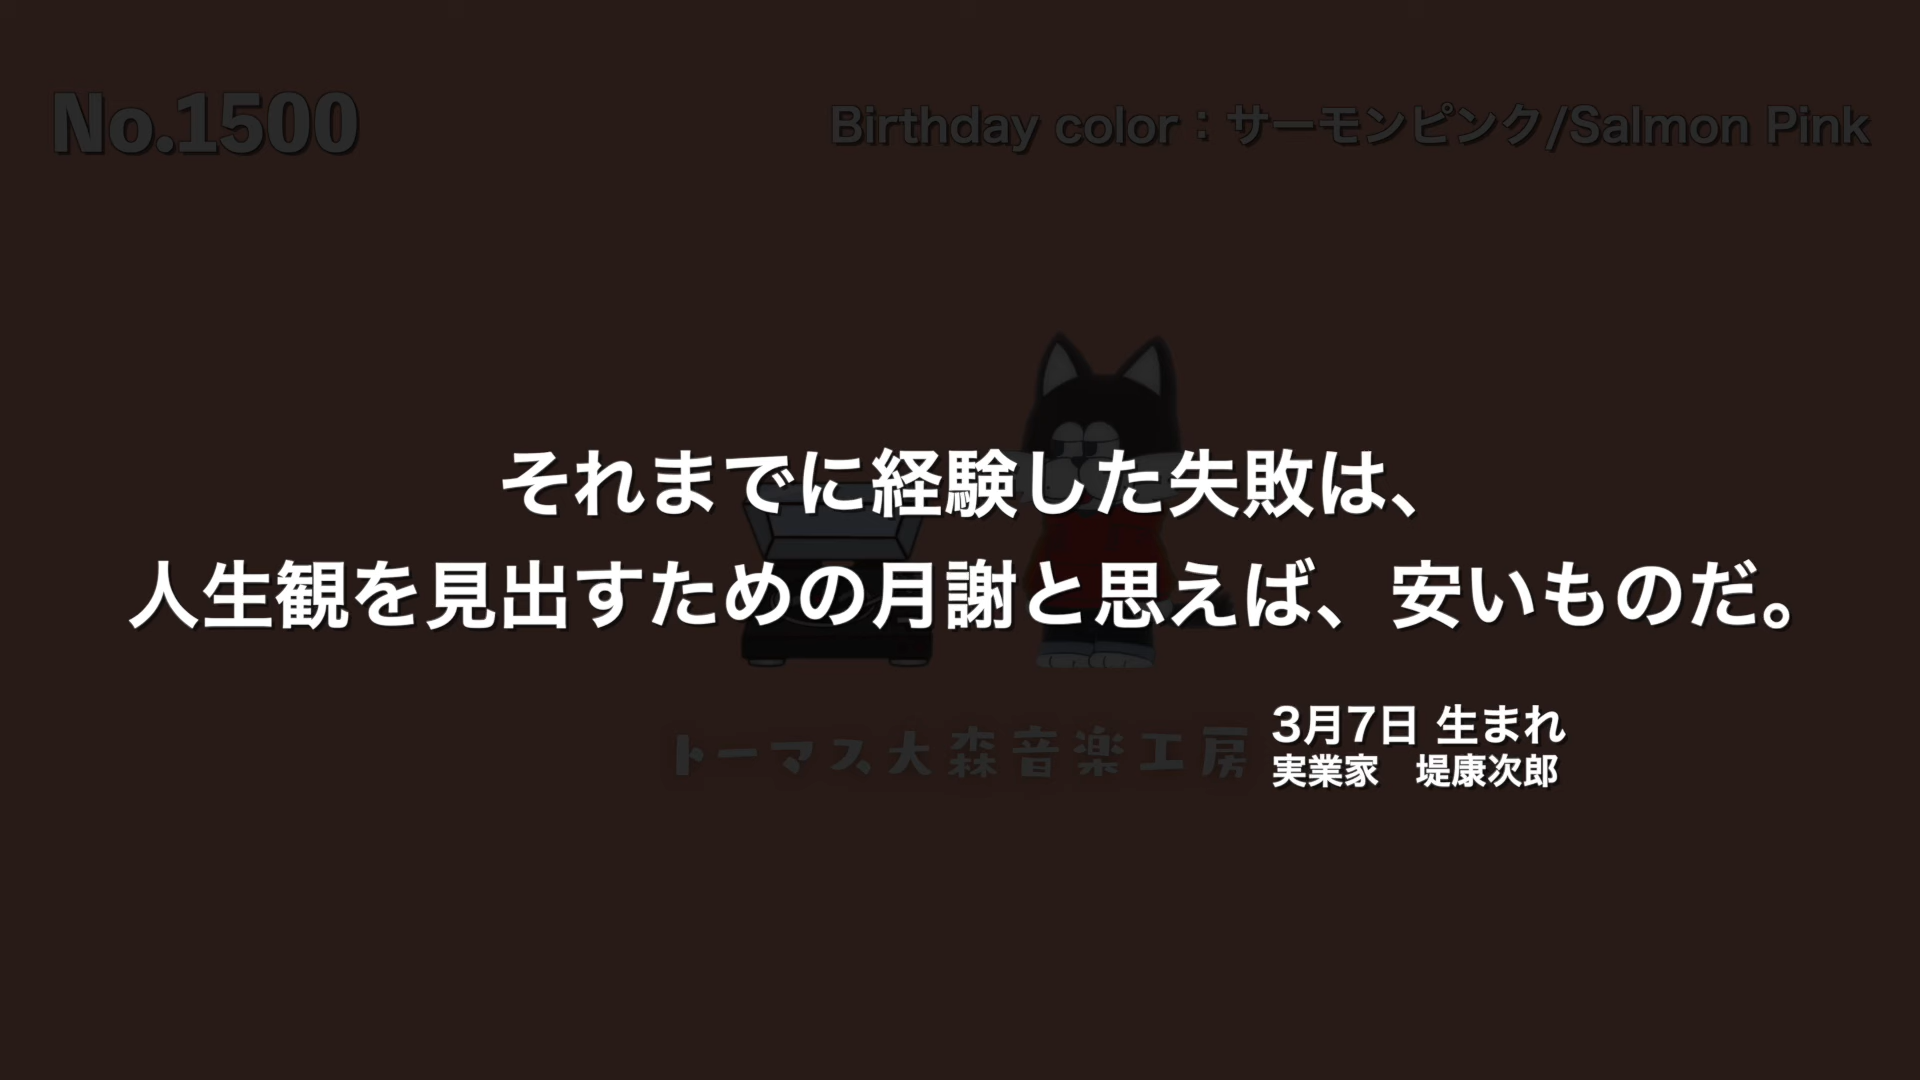 No.1500
Birthday color：サーモンピンク/Salmon Pink
それまでに経験した失敗は、
人生観を見出すための月謝と思えば、安いものだ。
トーマス大森音楽工房
3月7日 生まれ
実業家　堤康次郎